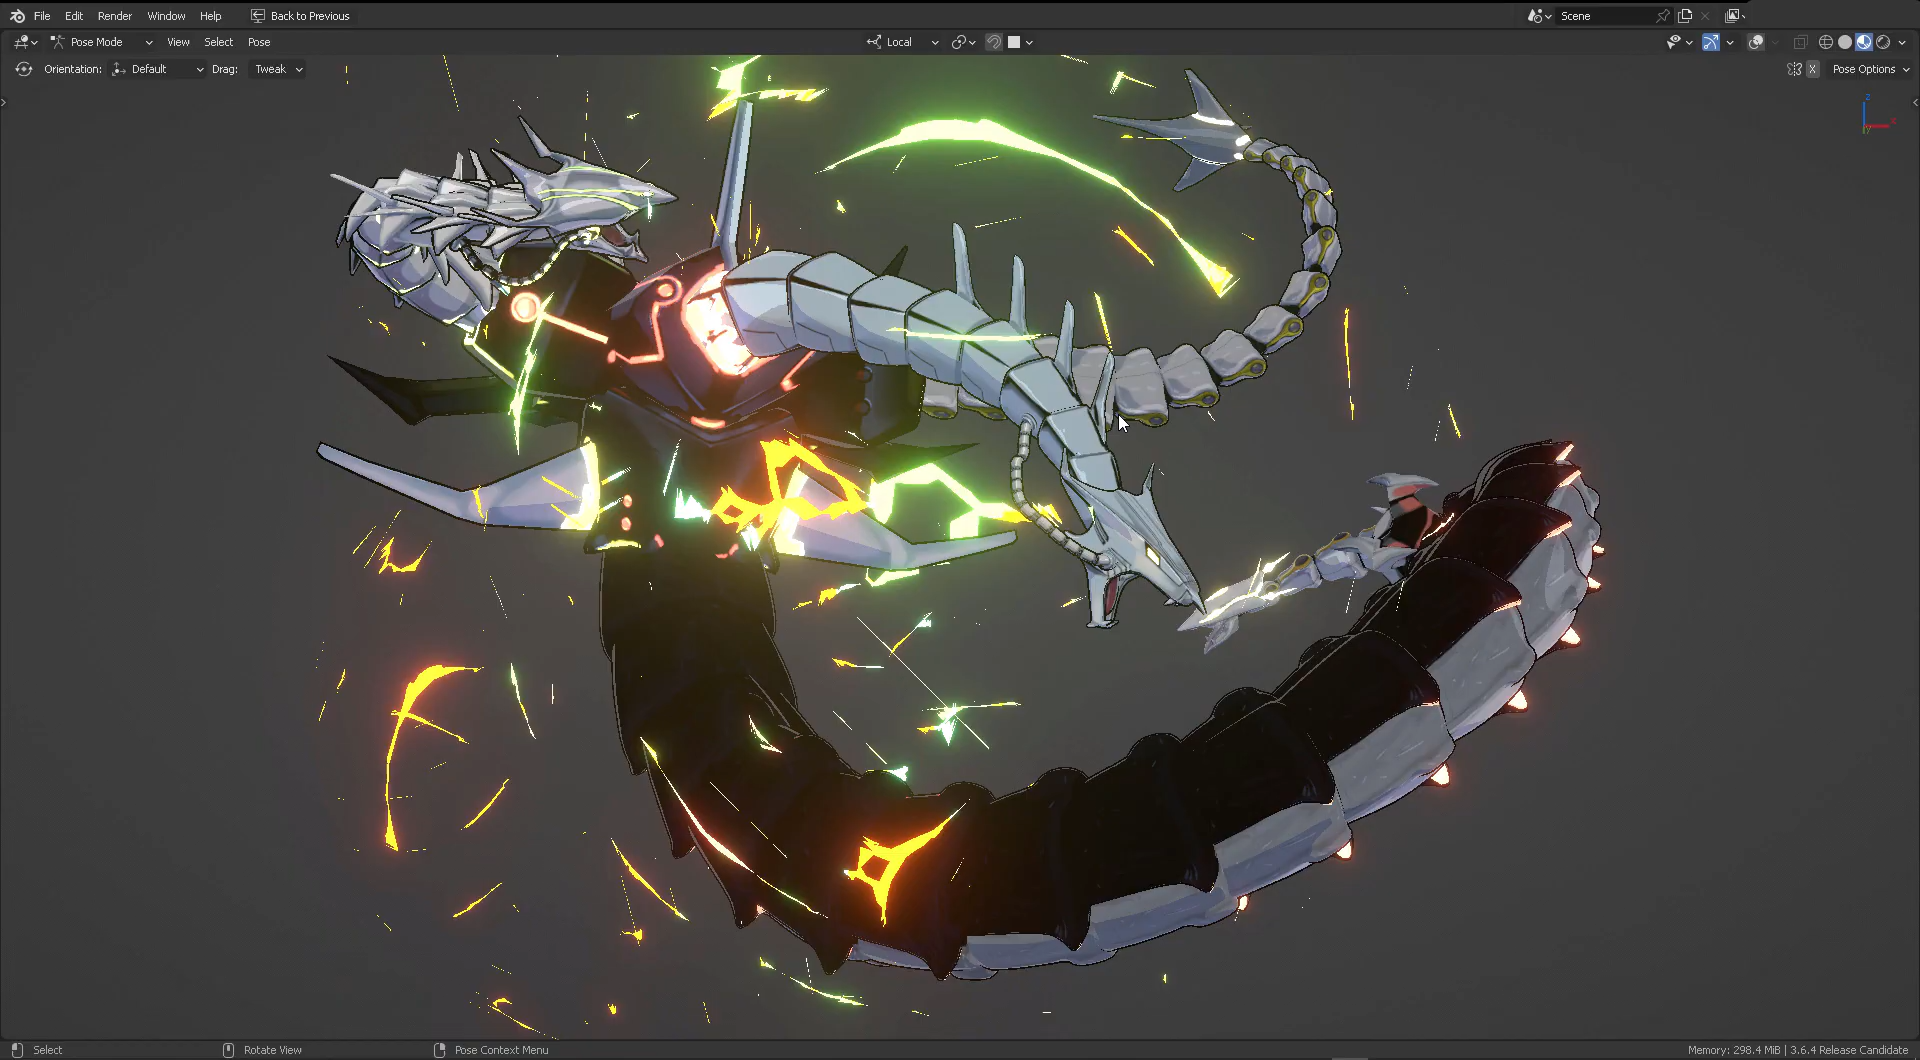 File Edit Render Window Help Back to Previous Scene
Pose Mode View Select Pose Local
Orientation: Default Drag: Tweak X Pose Options
Z
X
Y
Select Rotate View Pose Context Menu Memory: 298.4 MiB | 3.6.4 Release Candidate